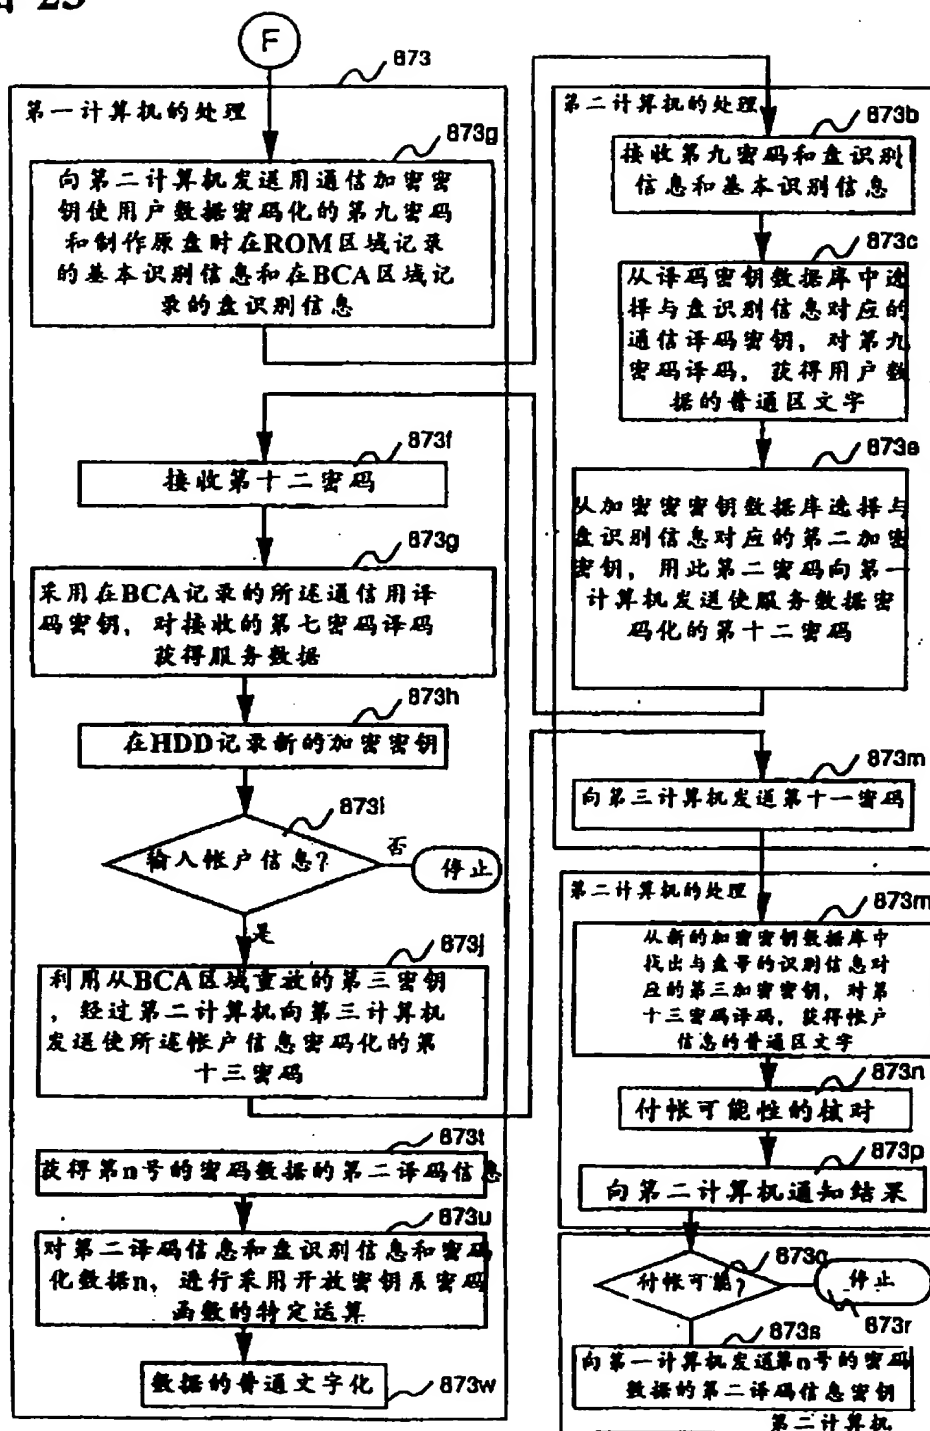 图 23
F
873
第一计算机的处理
873g
向第二计算机发送用通信加密密
钥使用户数据密码化的第九密码
和制作原盘时在ROM区域记录
的基本识别信息和在BCA区域记
录的盘识别信息
873f
接收第十二密码
873g
采用在BCA记录的所述通信用译
码密钥，对接收的第七密码译码
获得服务数据
873h
在HDD记录新的加密密钥
873i
输入帐户信息？
否
停止
是
873j
利用从BCA区域重放的第三密钥
，经过第二计算机向第三计算机
发送使所述帐户信息密码化的第
十三密码
873t
获得第n号的密码数据的第二译码信息
873u
对第二译码信息和盘识别信息和密码
化数据n，进行采用开放密钥系密码
函数的特定运算
数据的普通文字化
873w
第二计算机的处理
873b
接收第九密码和盘识别
信息和基本识别信息
873c
从译码密钥数据库中选
择与盘识别信息对应的
通信译码密钥，对第九
密码译码，获得用户数
据的普通区文字
873e
从加密密密钥数据库选择与
盘识别信息对应的第二加密
密钥，用此第二密码向第一
计算机发送使服务数据密
码化的第十二密码
873m
向第三计算机发送第十一密码
第二计算机的处理
873m
从新的加密密钥数据库中
找出与盘号的识别信息对
应的第三加密密钥，对第
十三密码译码，获得帐户
信息的普通区文字
873n
付帐可能性的核对
873p
向第二计算机通知结果
873q
付帐可能？
停止
873r
873s
向第一计算机发送第n号的密码
数据的第二译码信息密钥
第二计算机